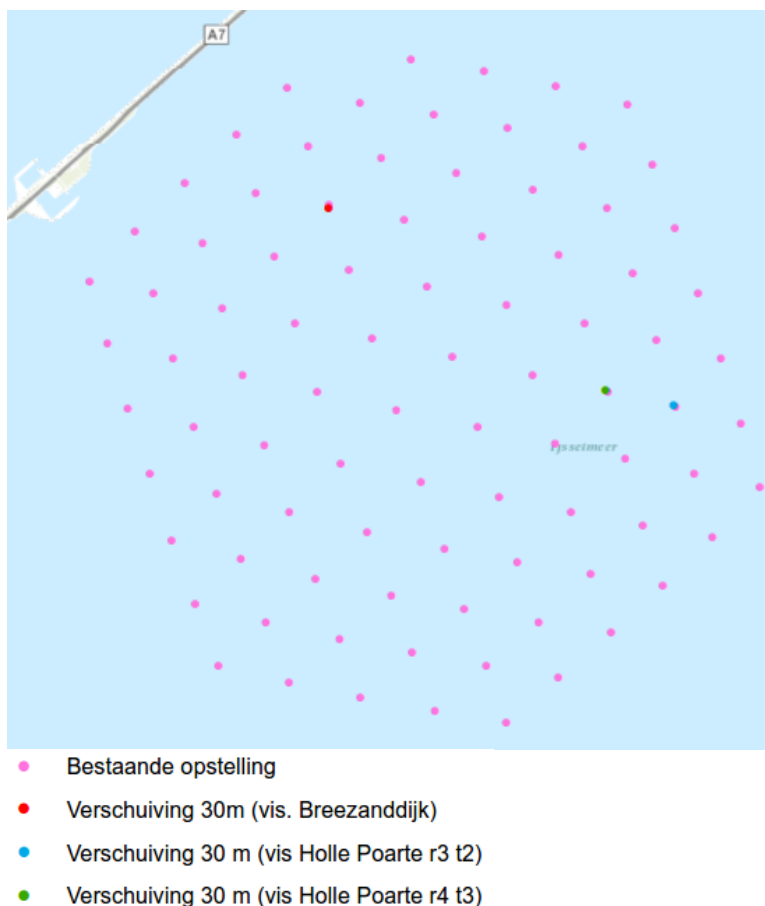 A7
IJsselmeer
Bestaande opstelling
Verschuiving 30m (vis. Breezanddijk)
Verschuiving 30 m (vis Holle Poarte r3 t2)
Verschuiving 30 m (vis Holle Poarte r4 t3)